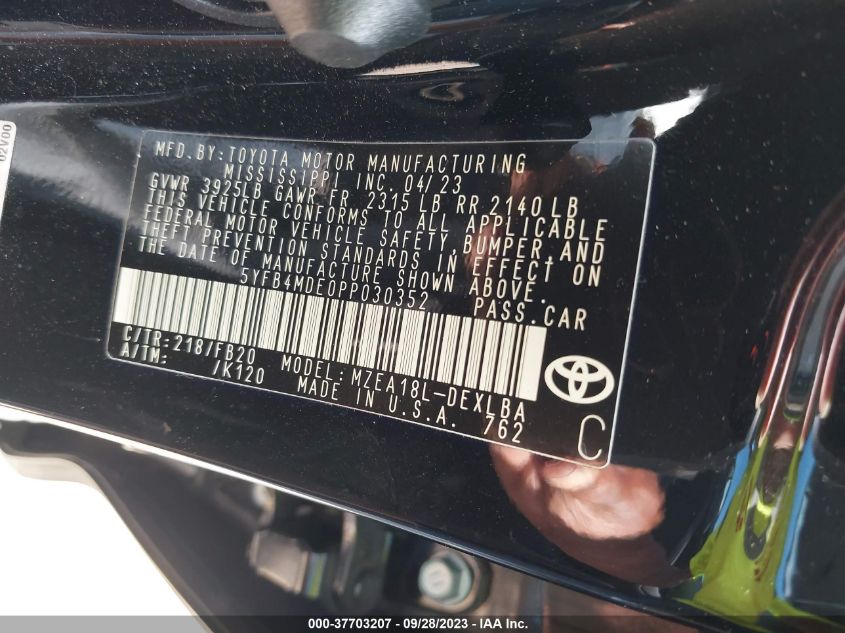 02V00
MFD.BY:TOYOTA MOTOR MANUFACTURING
MISSISSIPPI INC. 04/23
GVWR 3925LB GAWR FR 2315 LB RR 2140 LB
THIS VEHICLE CONFORMS TO ALL APPLICABLE
FEDERAL MOTOR VEHICLE SAFETY, BUMPER, AND
THEFT PREVENTION STANDARDS IN EFFECT ON
THE DATE OF MANUFACTURE SHOWN ABOVE.
5YFB4MDE0PP030352 PASS.CAR
C/TR:218/FB20 MODEL:MZEA18L-DEXLBA
A/TM: /K120 MADE IN U.S.A. 762
C
000-37703207 - 09/28/2023 - IAA Inc.